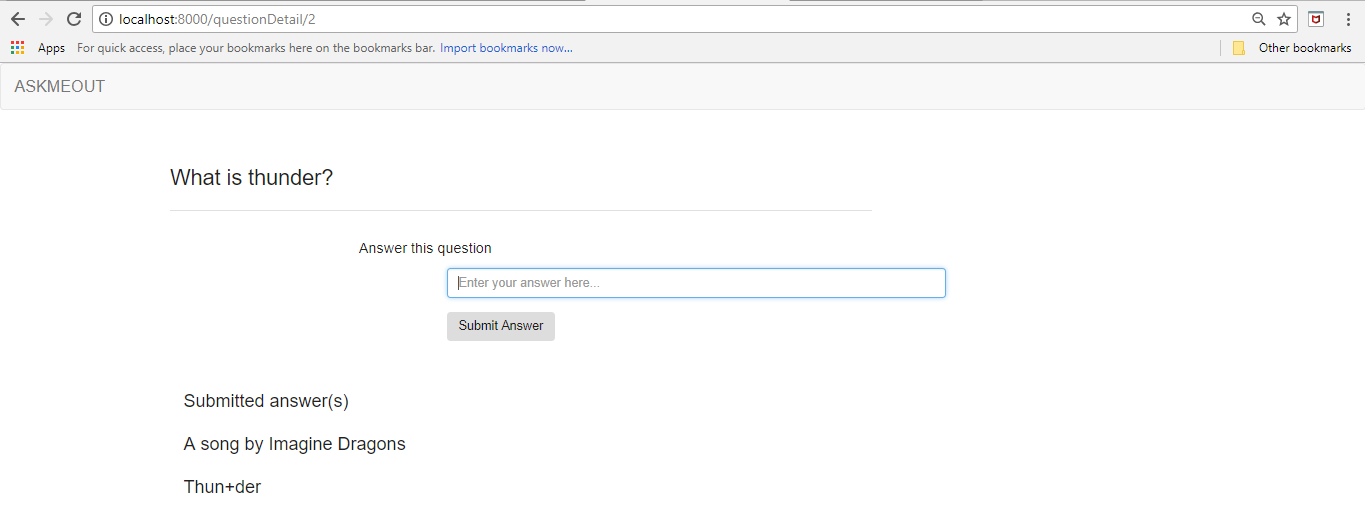 localhost:8000/questionDetail/2
Apps For quick access, place your bookmarks here on the bookmarks bar. Import bookmarks now... Other bookmarks
ASKMEOUT
What is thunder?
Answer this question
Enter your answer here...
Submit Answer
Submitted answer(s)
A song by Imagine Dragons
Thun+der